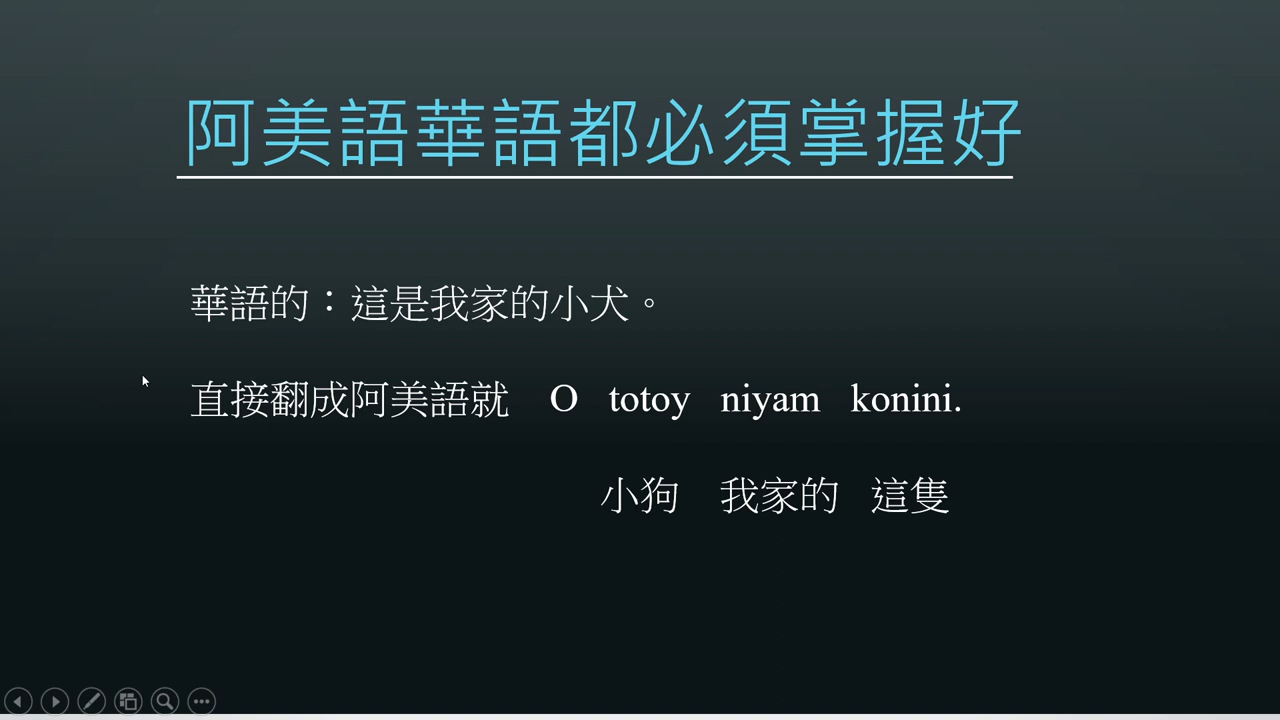 阿美語華語都必須掌握好
華語的：這是我家的小犬。
直接翻成阿美語就 O totoy niyam konini.
小狗 我家的 這隻